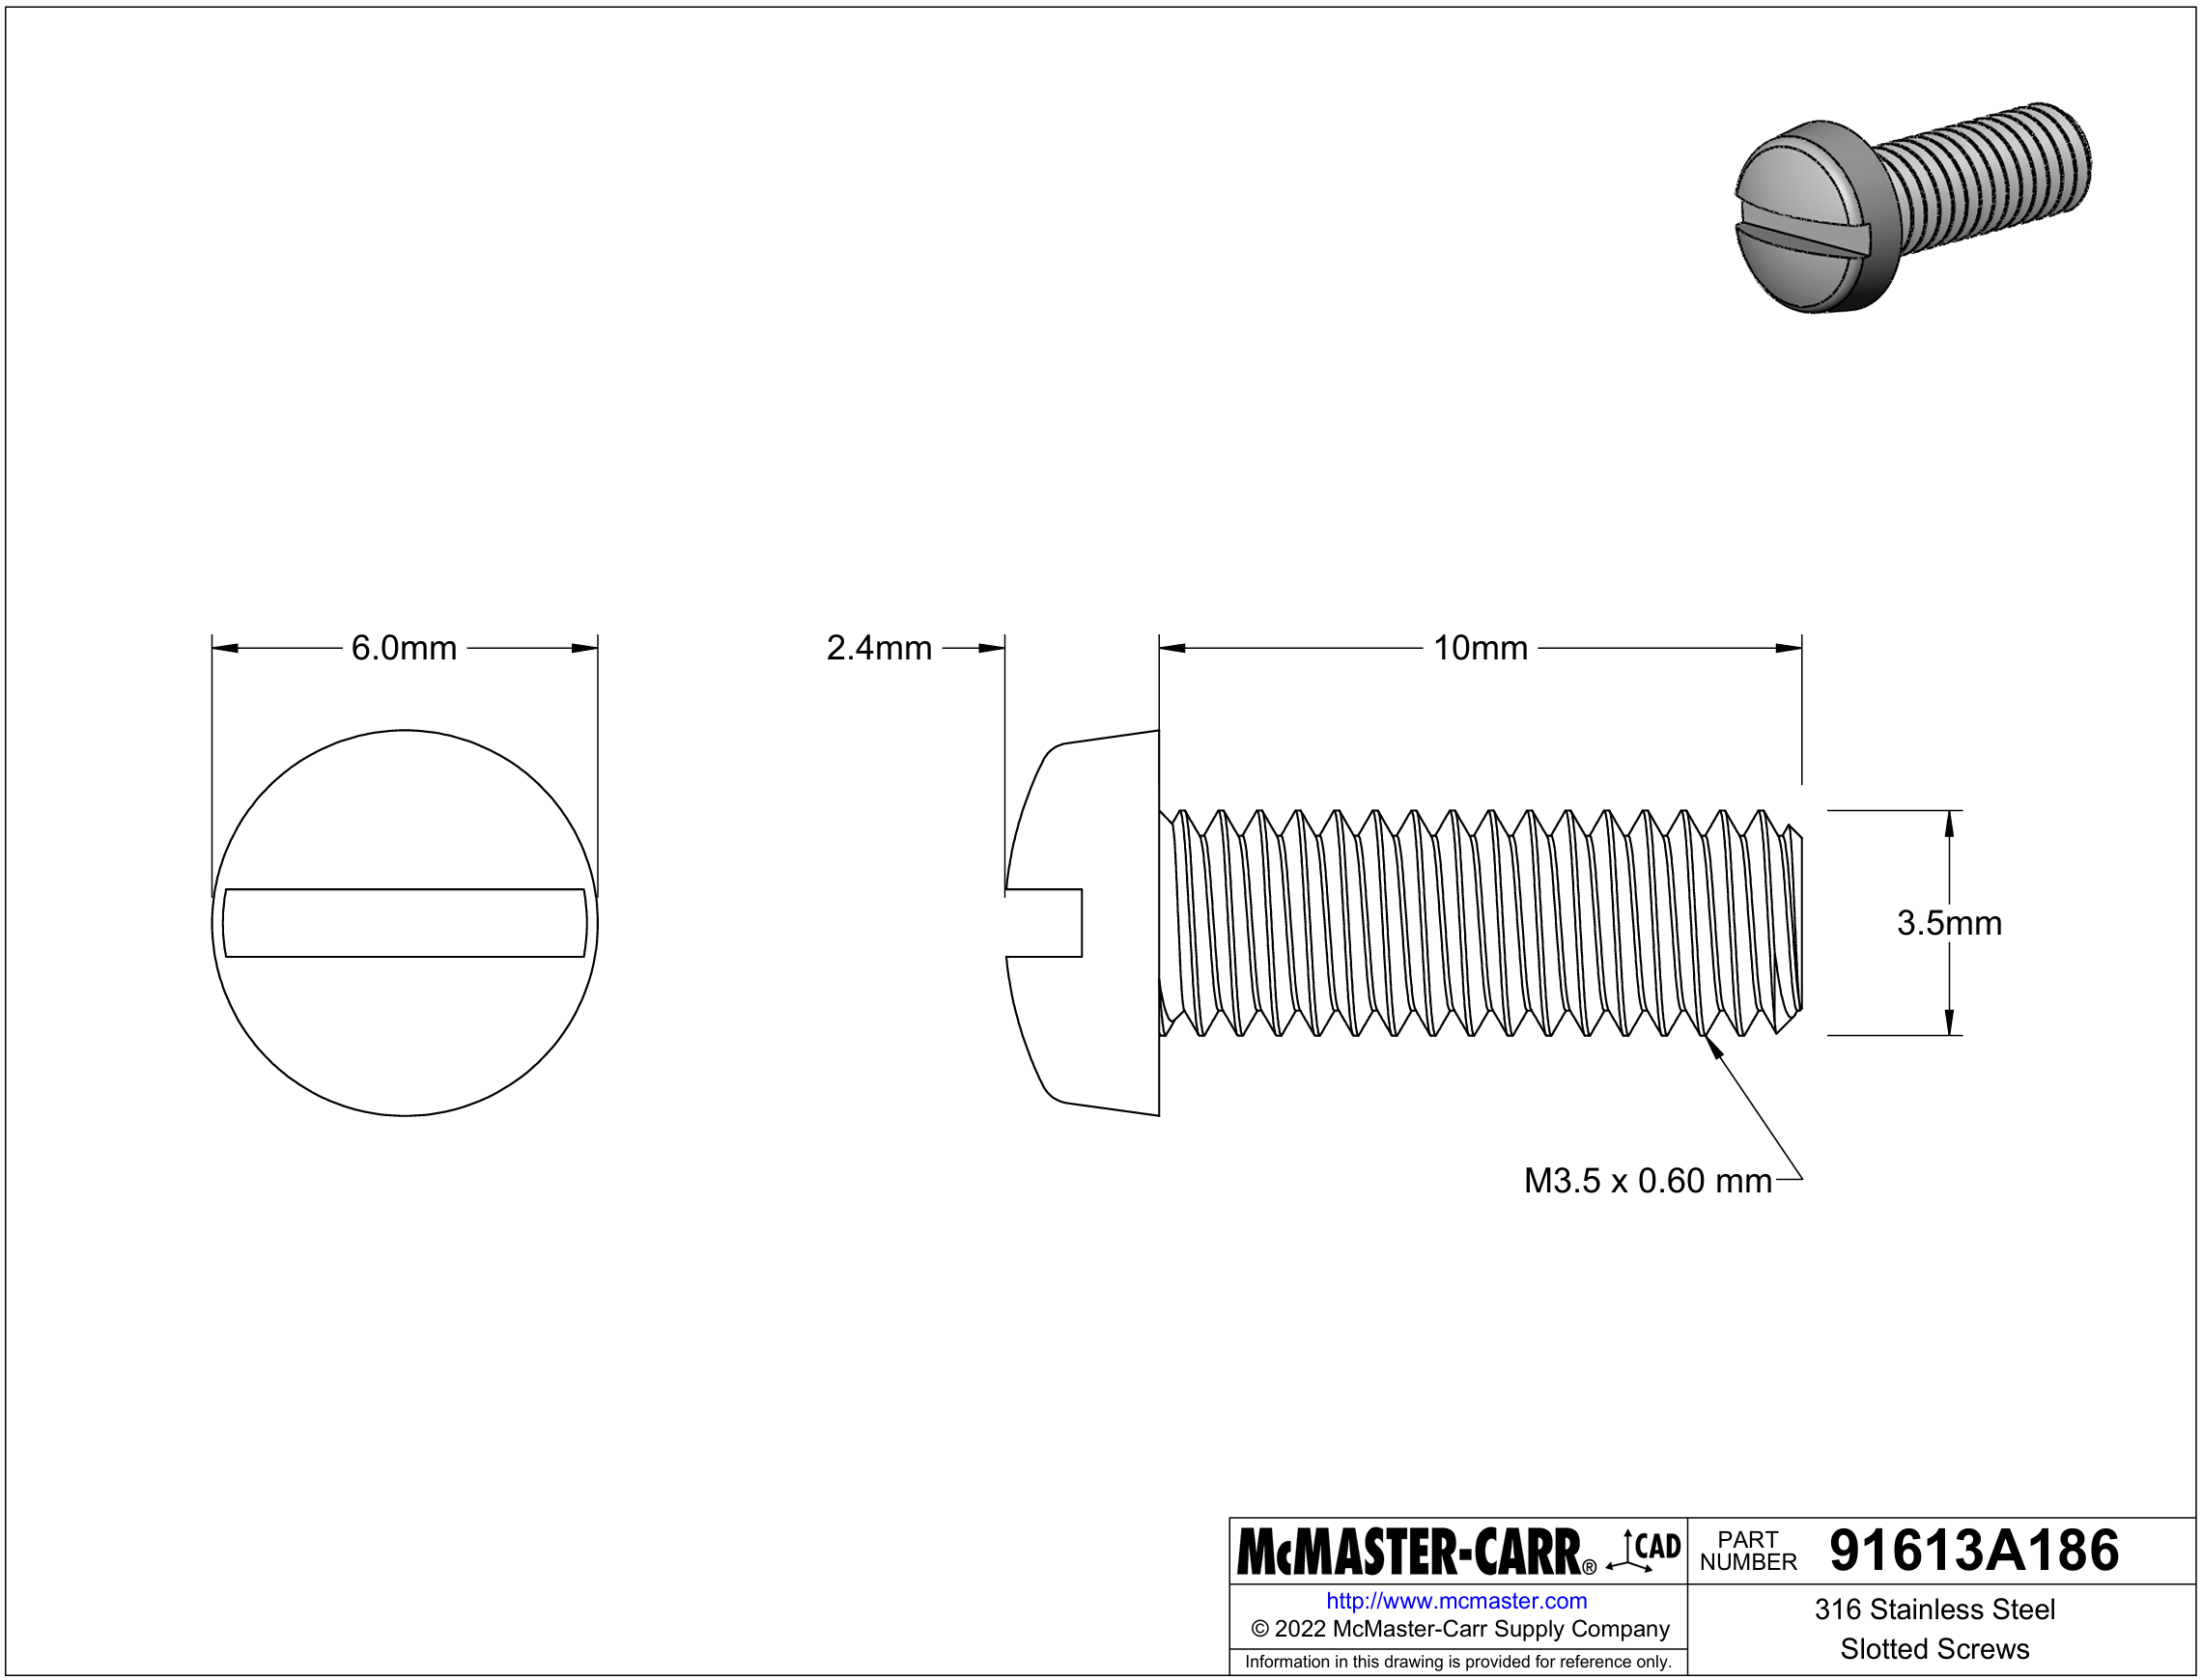 6.0mm
2.4mm
10mm
3.5mm
M3.5 x 0.60 mm
McMASTER-CARR® CAD
PART NUMBER 91613A186
http://www.mcmaster.com
© 2022 McMaster-Carr Supply Company
Information in this drawing is provided for reference only.
316 Stainless Steel
Slotted Screws